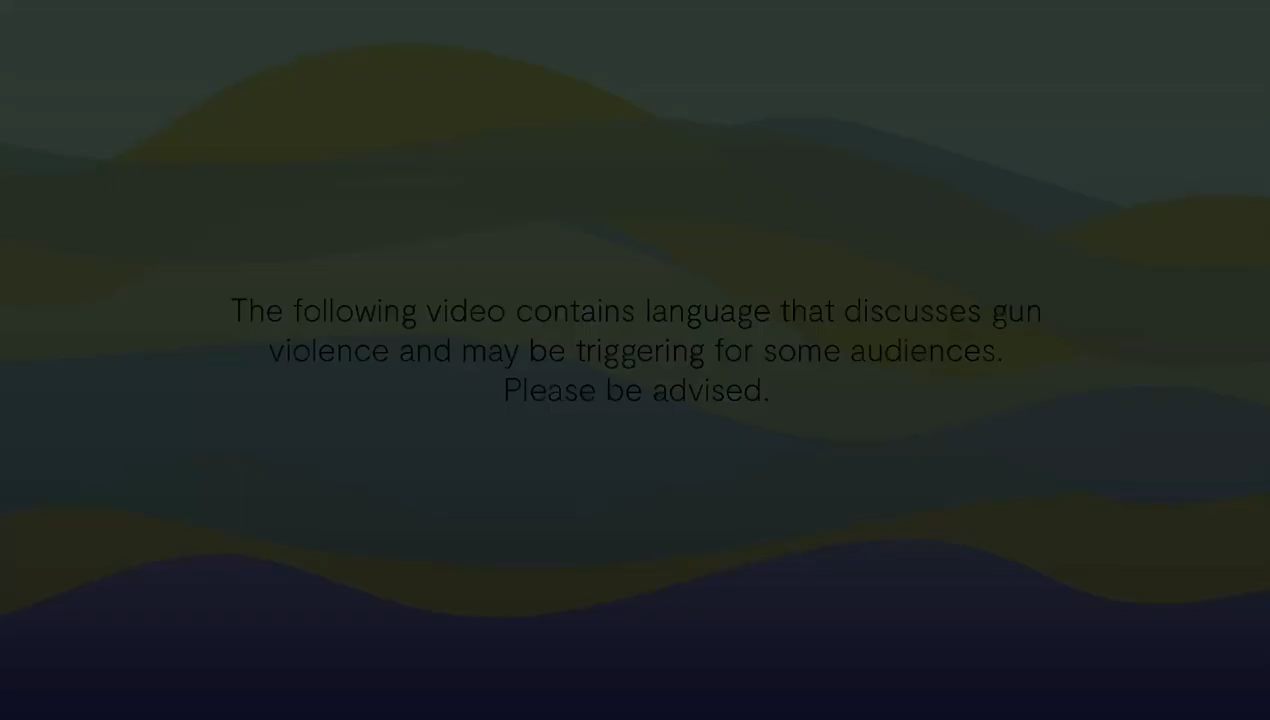 The following video contains language that discusses gun
violence and may be triggering for some audiences.
Please be advised.